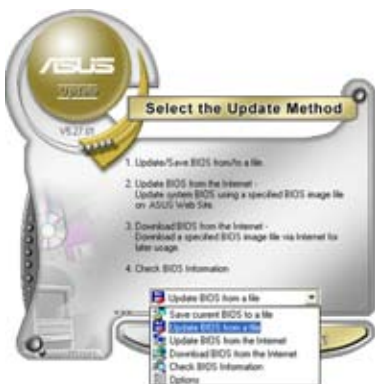 ASUS
Update
Select the Update Method
1. Update/Save BIOS from/to a file.
2. Update BIOS from the Internet -
Update system BIOS using a specified BIOS image file
on ASUS Web Site.
3. Download BIOS from the Internet -
Download a specified BIOS image file via Internet for
later usage.
4. Check BIOS Information
Update BIOS from a file
Save current BIOS to a file
Update BIOS from a file
Update BIOS from the Internet
Download BIOS from the Internet
Check BIOS Information
Options